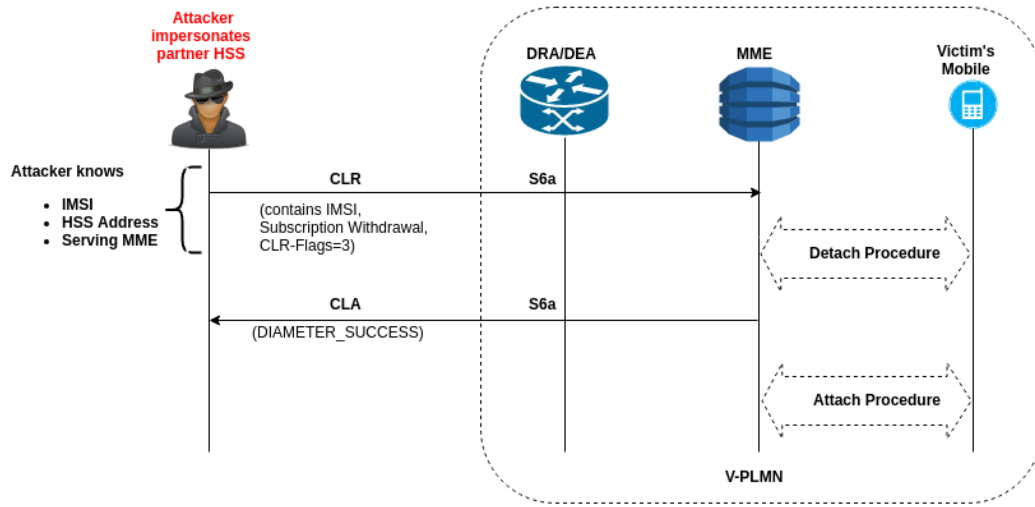 Attacker
impersonates
partner HSS
DRA/DEA
MME
Victim's
Mobile
Attacker knows
• IMSI
• HSS Address
• Serving MME
CLR
S6a
(contains IMSI,
Subscription Withdrawal,
CLR-Flags=3)
Detach Procedure
CLA
S6a
(DIAMETER_SUCCESS)
Attach Procedure
V-PLMN